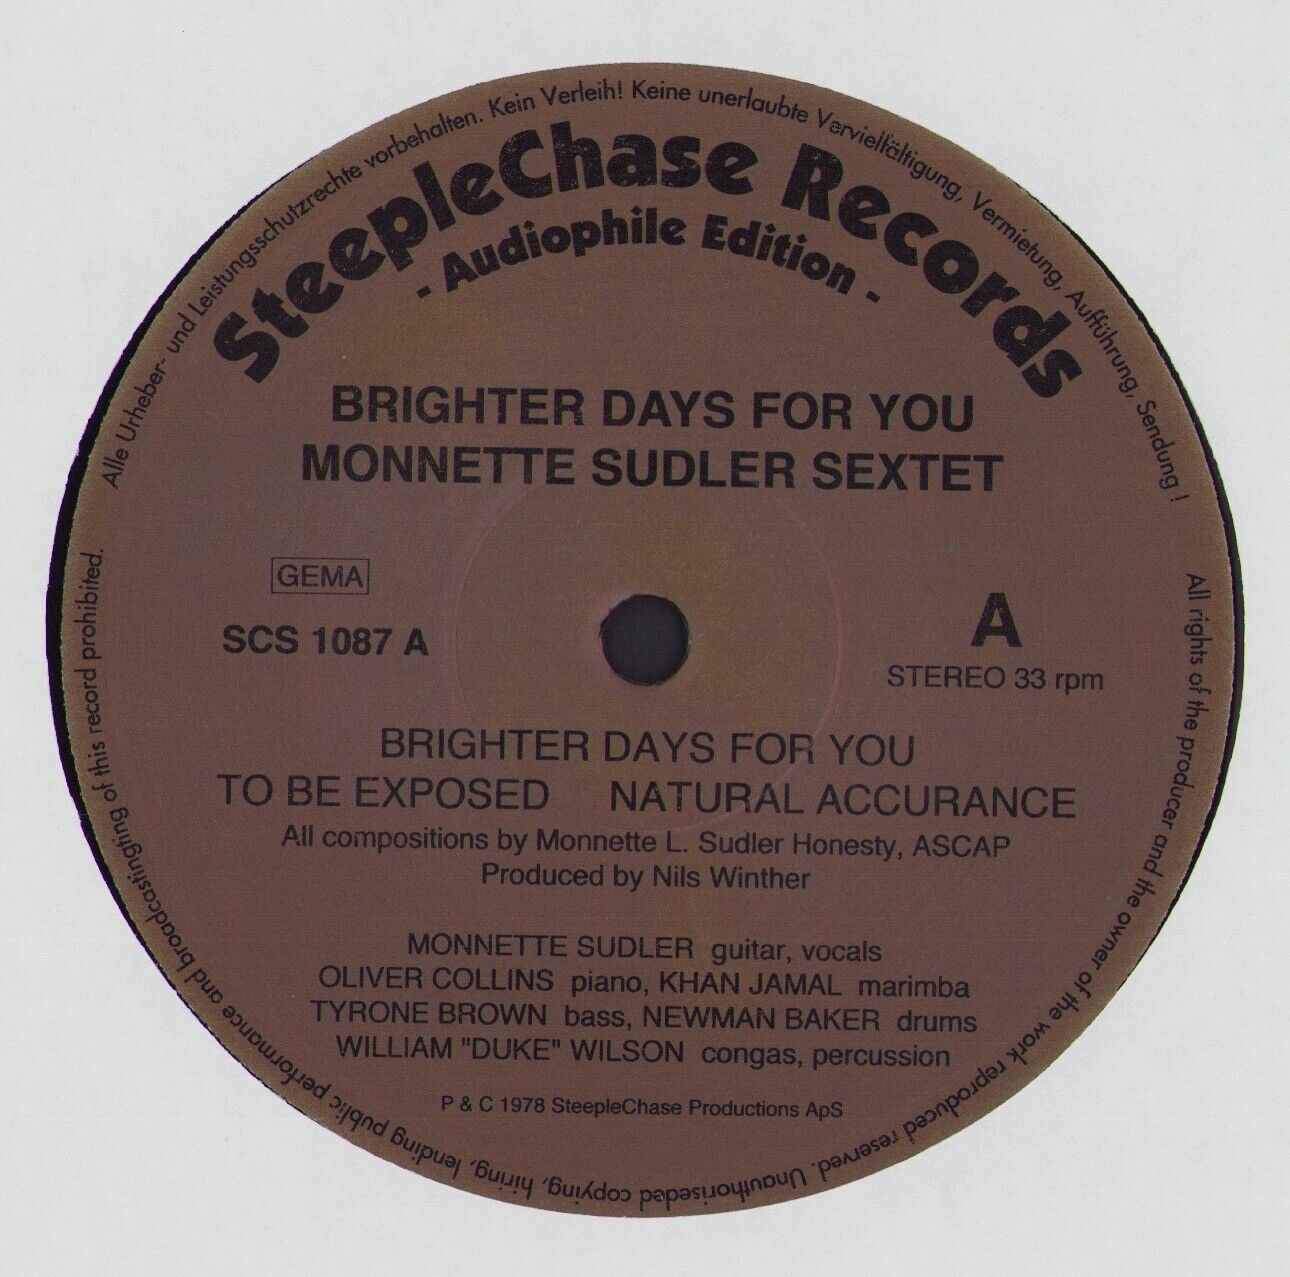 Alle Urheber- und Leistungsschutzrechte vorbehalten. Kein Verleih! Keine unerlaubte Vervielfältigung, Vermietung, Aufführung, Sendung!
SteepleChase Records
- Audiophile Edition -
BRIGHTER DAYS FOR YOU
MONNETTE SUDLER SEXTET
GEMA
SCS 1087 A
A
STEREO 33 rpm
BRIGHTER DAYS FOR YOU
TO BE EXPOSED NATURAL ACCURANCE
All compositions by Monnette L. Sudler Honesty, ASCAP
Produced by Nils Winther
MONNETTE SUDLER guitar, vocals
OLIVER COLLINS piano, KHAN JAMAL marimba
TYRONE BROWN bass, NEWMAN BAKER drums
WILLIAM "DUKE" WILSON congas, percussion
P & C 1978 SteepleChase Productions ApS
All rights of the producer and the owner of the work reproduced reserved. Unauthoriseded copying, hiring, lending public performance and broadcastingting of this record prohibited.